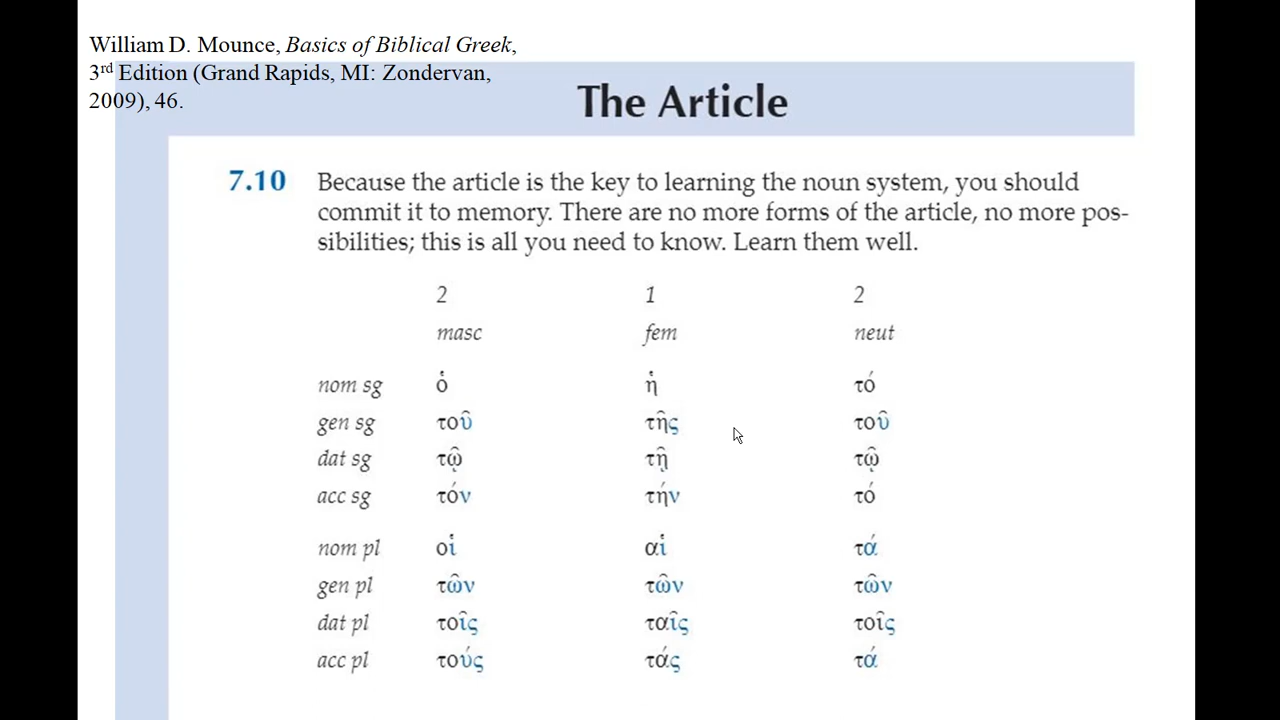 William D. Mounce, Basics of Biblical Greek,
3rd Edition (Grand Rapids, MI: Zondervan,
2009), 46.
The Article
7.10 Because the article is the key to learning the noun system, you should
commit it to memory. There are no more forms of the article, no more pos-
sibilities; this is all you need to know. Learn them well.
2 1 2
masc fem neut
nom sg ὁ ἡ τό
gen sg τοῦ τῆς τοῦ
dat sg τῷ τῇ τῷ
acc sg τόν τήν τό
nom pl οἱ αἱ τά
gen pl τῶν τῶν τῶν
dat pl τοῖς ταῖς τοῖς
acc pl τούς τάς τά